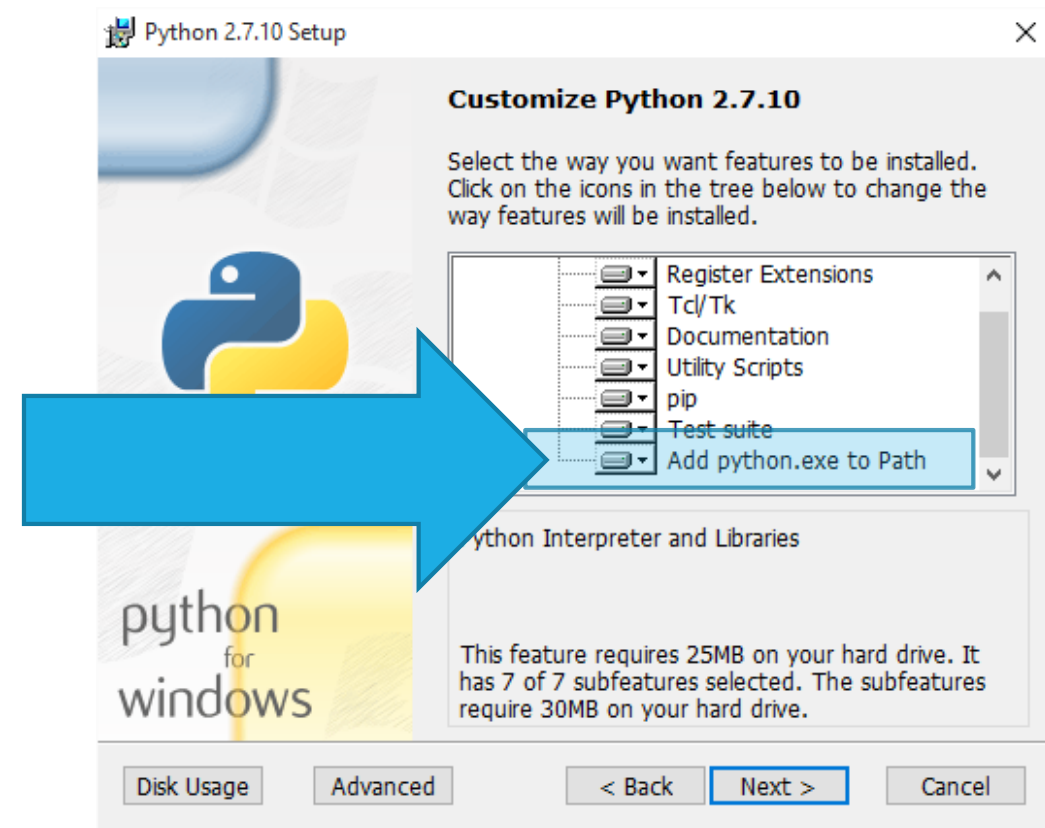 Python 2.7.10 Setup
Customize Python 2.7.10
Select the way you want features to be installed.
Click on the icons in the tree below to change the
way features will be installed.
Register Extensions
Tcl/Tk
Documentation
Utility Scripts
pip
Test suite
Add python.exe to Path
ython Interpreter and Libraries
This feature requires 25MB on your hard drive. It
has 7 of 7 subfeatures selected. The subfeatures
require 30MB on your hard drive.
python
for
windows
Disk Usage
Advanced
< Back
Next >
Cancel